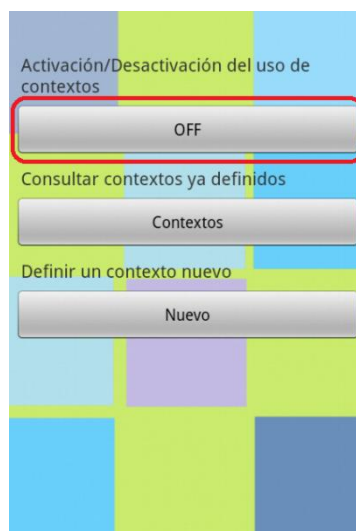 Activación/Desactivación del uso de
contextos
OFF
Consultar contextos ya definidos
Contextos
Definir un contexto nuevo
Nuevo